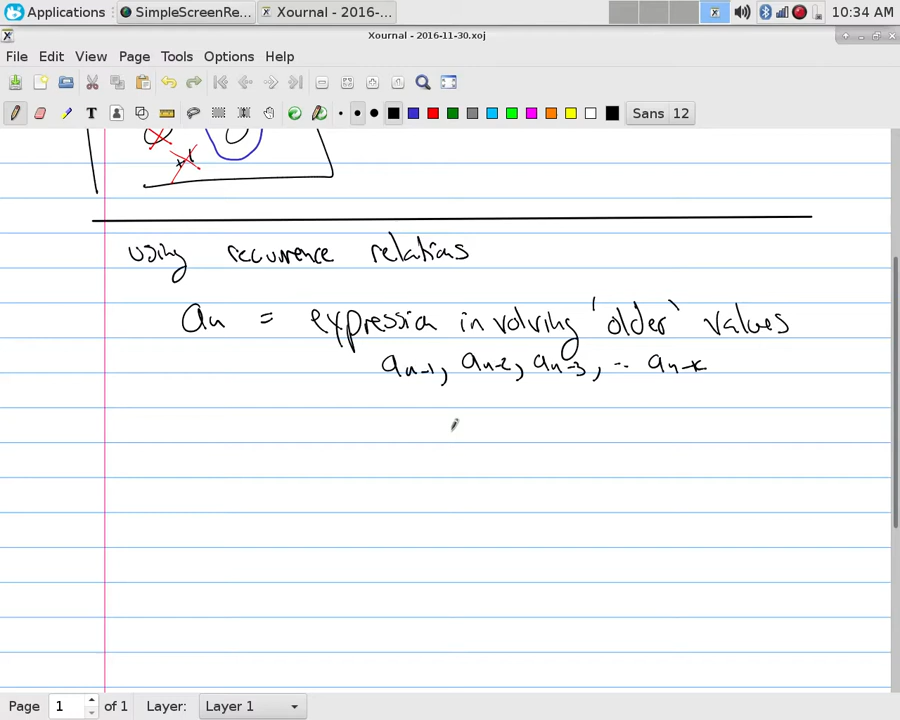 Applications SimpleScreenRe... Xournal - 2016-... 10:34 AM
Xournal - 2016-11-30.xoj
File Edit View Page Tools Options Help
T Sans 12
+1
using recurrence relations
an = expression involving 'older' values
an-1, an-2, an-3, ... an-k
Page 1 of 1 Layer: Layer 1